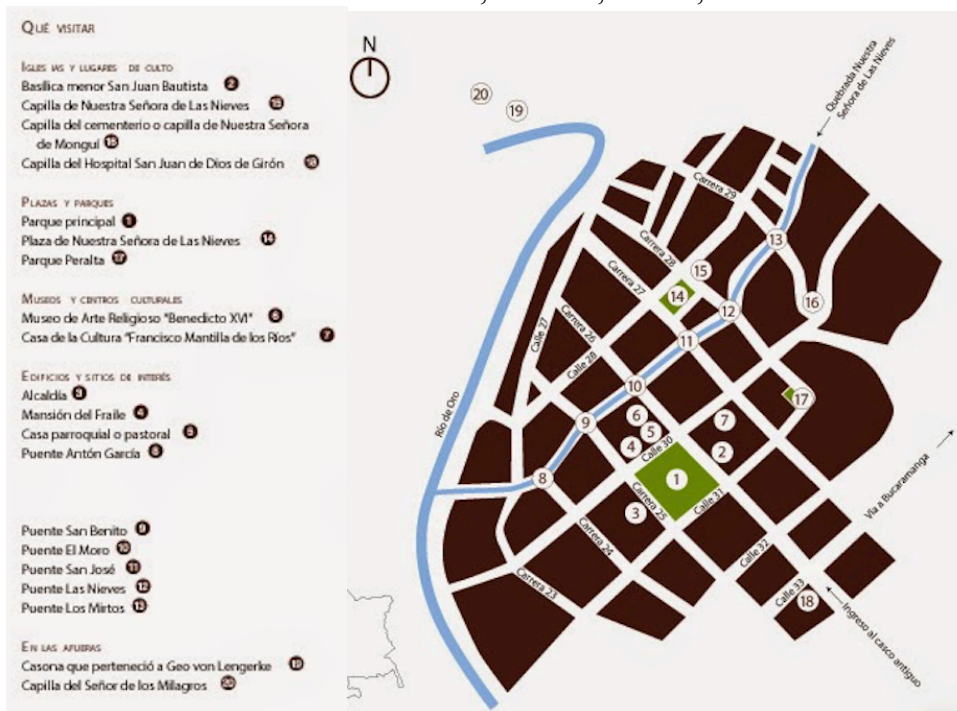 QUÉ VISITAR
IGLESIAS Y LUGARES DE CULTO
Basílica menor San Juan Bautista 2
Capilla de Nuestra Señora de Las Nieves 15
Capilla del cementerio o capilla de Nuestra Señora
de Monguí
Capilla del Hospital San Juan de Dios de Girón
PLAZAS Y PARQUES
Parque principal 1
Plaza de Nuestra Señora de Las Nieves 14
Parque Peralta 17
MUSEOS Y CENTROS CULTURALES
Museo de Arte Religioso "Benedicto XVI" 6
Casa de la Cultura "Francisco Mantilla de los Ríos" 7
EDIFICIOS Y SITIOS DE INTERÉS
Alcaldía 3
Mansión del Fraile 4
Casa parroquial o pastoral 5
Puente Antón García 8
Puente San Benito 9
Puente El Moro 10
Puente San José 11
Puente Las Nieves 12
Puente Los Mirtos 13
EN LAS AFUERAS
Casona que perteneció a Geo von Lengerke 19
Capilla del Señor de los Milagros 20
N
20
19
Quebrada Nuestra
Señora de Las Nieves
Carrera 29
13
Carrera 28
15
Carrera 27
14
16
12
Carrera 26
Calle 27
11
Calle 28
10
17
Río de Oro
6
7
9
5
4
Calle 30
2
8
1
Vía a Bucaramanga
Carrera 25
Calle 31
3
Carrera 24
Calle 32
Carrera 23
Calle 33
18
Ingreso al casco
antiguo